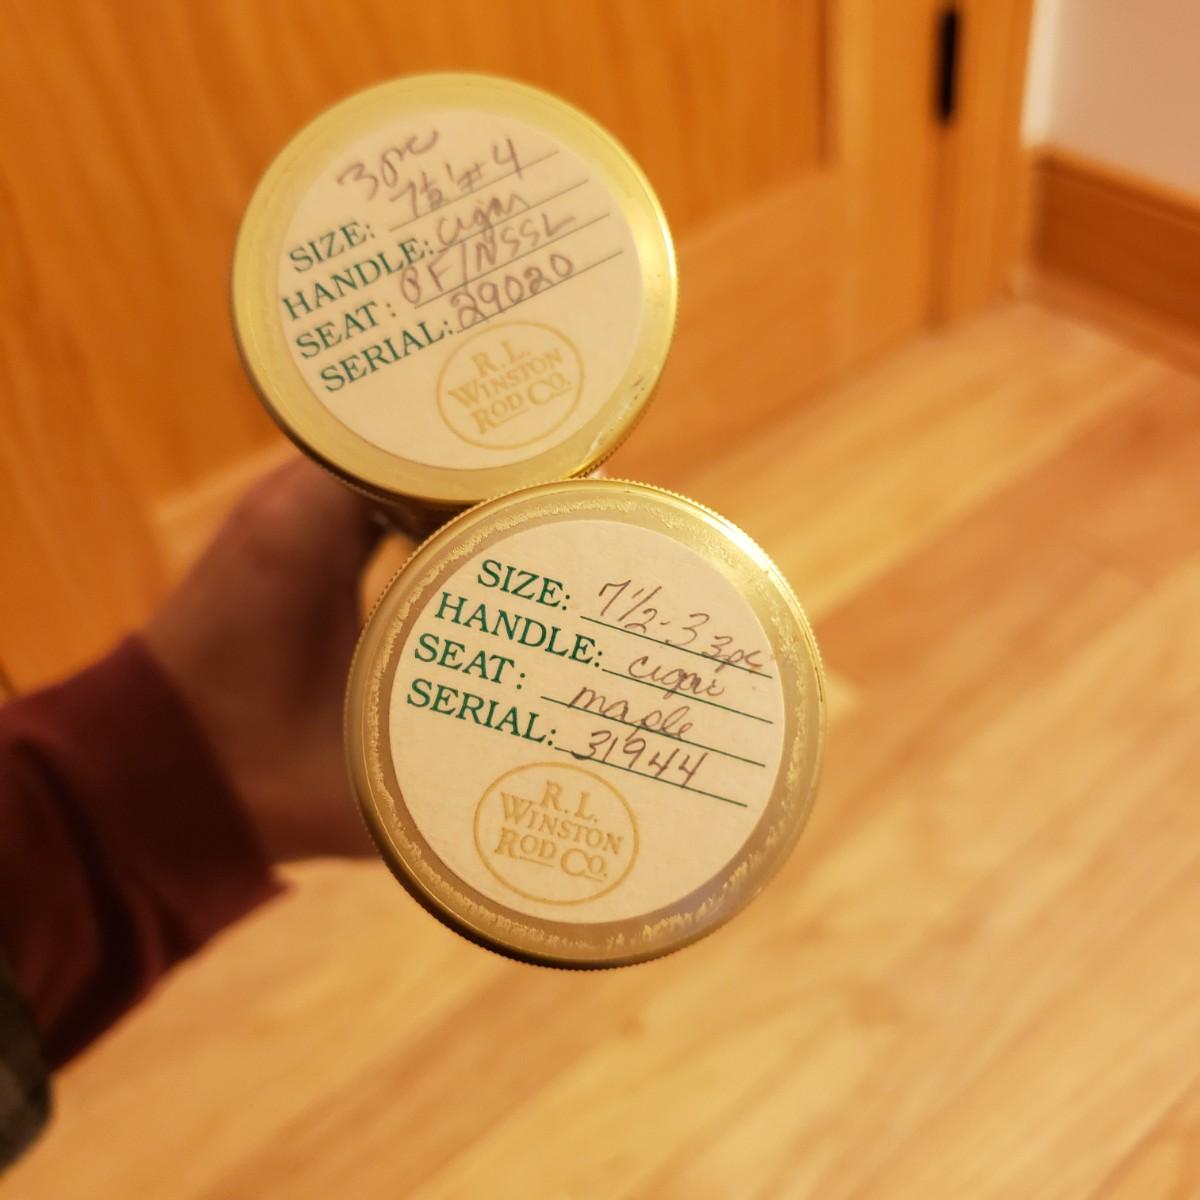 3pc
SIZE: 7½' # 4
HANDLE: cigar
SEAT: PF/NSSL
SERIAL: 29020
R. L.
WINSTON
ROD CO.
SIZE: 7½-3 3pc
HANDLE: cigar
SEAT: maple
SERIAL: 31944
R. L.
WINSTON
ROD CO.